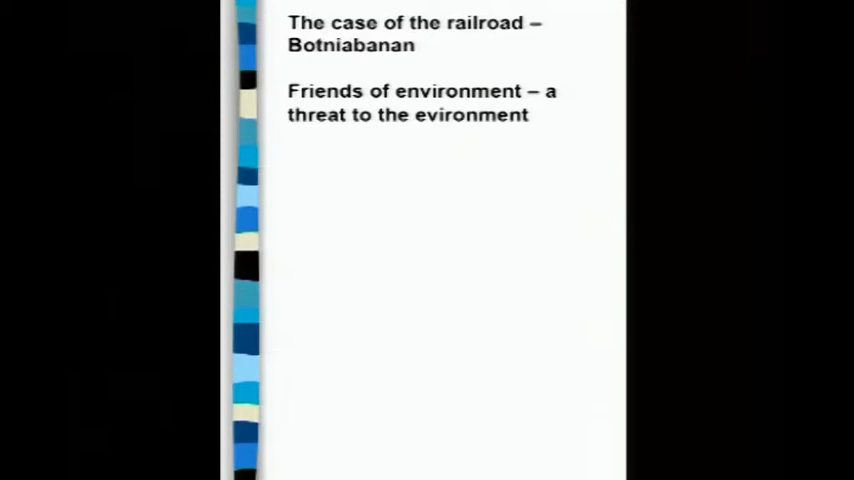 The case of the railroad –
Botniabanan
Friends of environment – a
threat to the evironment